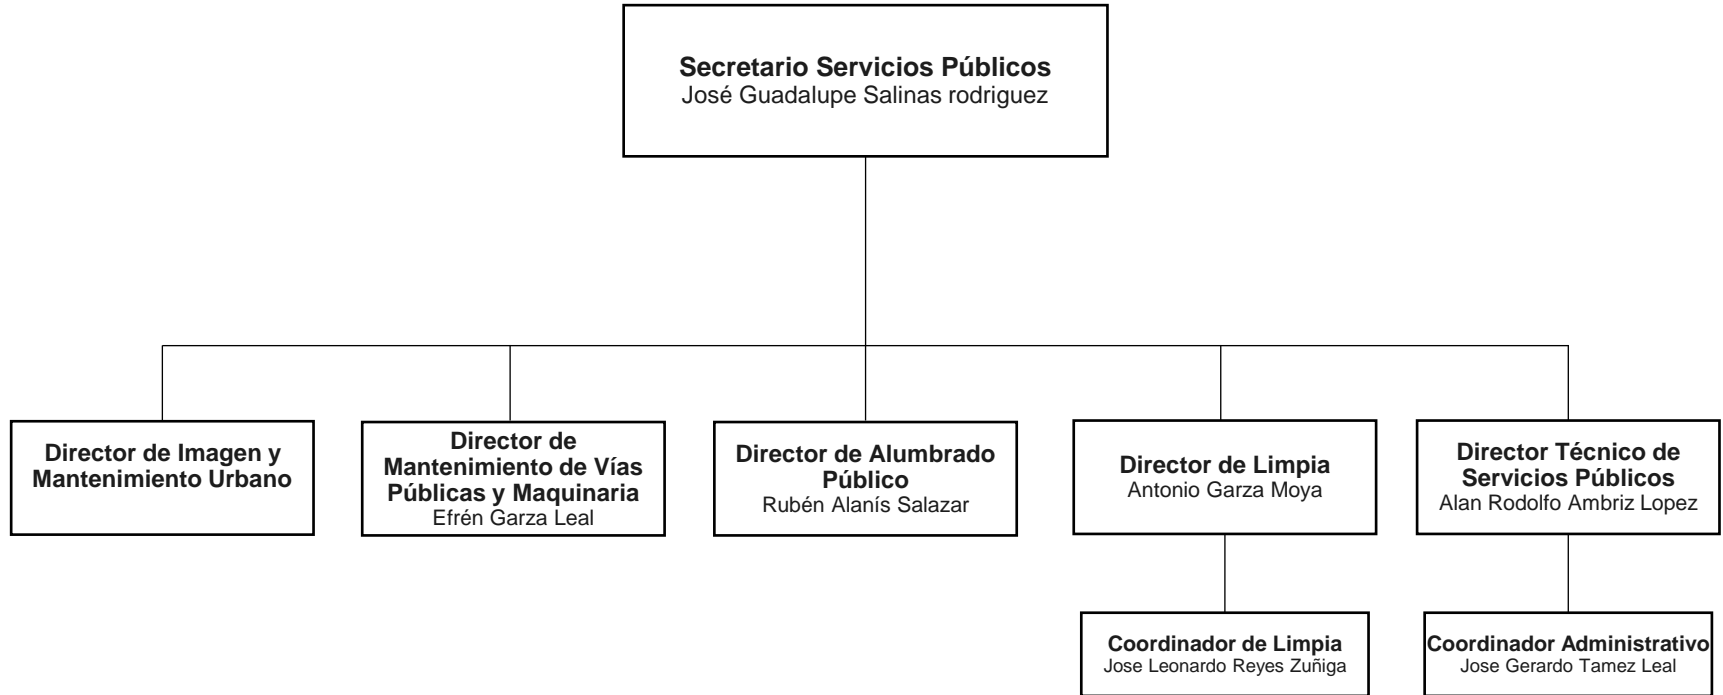 Secretario Servicios Públicos
José Guadalupe Salinas rodriguez
Director de Imagen y
Mantenimiento Urbano
Director de
Mantenimiento de Vías
Públicas y Maquinaria
Efrén Garza Leal
Director de Alumbrado
Público
Rubén Alanís Salazar
Director de Limpia
Antonio Garza Moya
Director Técnico de
Servicios Públicos
Alan Rodolfo Ambriz Lopez
Coordinador de Limpia
Jose Leonardo Reyes Zuñiga
Coordinador Administrativo
Jose Gerardo Tamez Leal